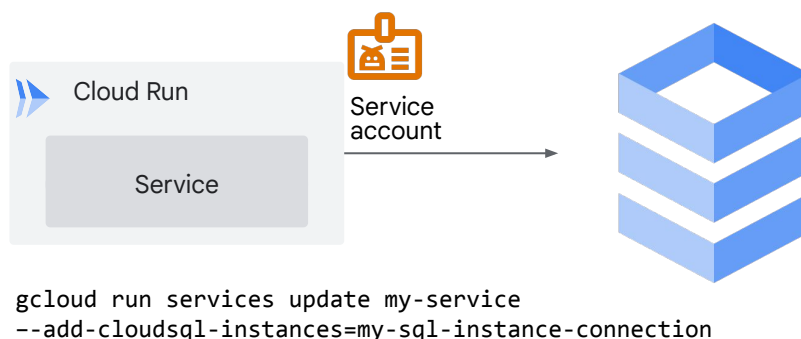 Cloud Run
Service
Service
account
gcloud run services update my-service
–-add-cloudsql-instances=my-sql-instance-connection